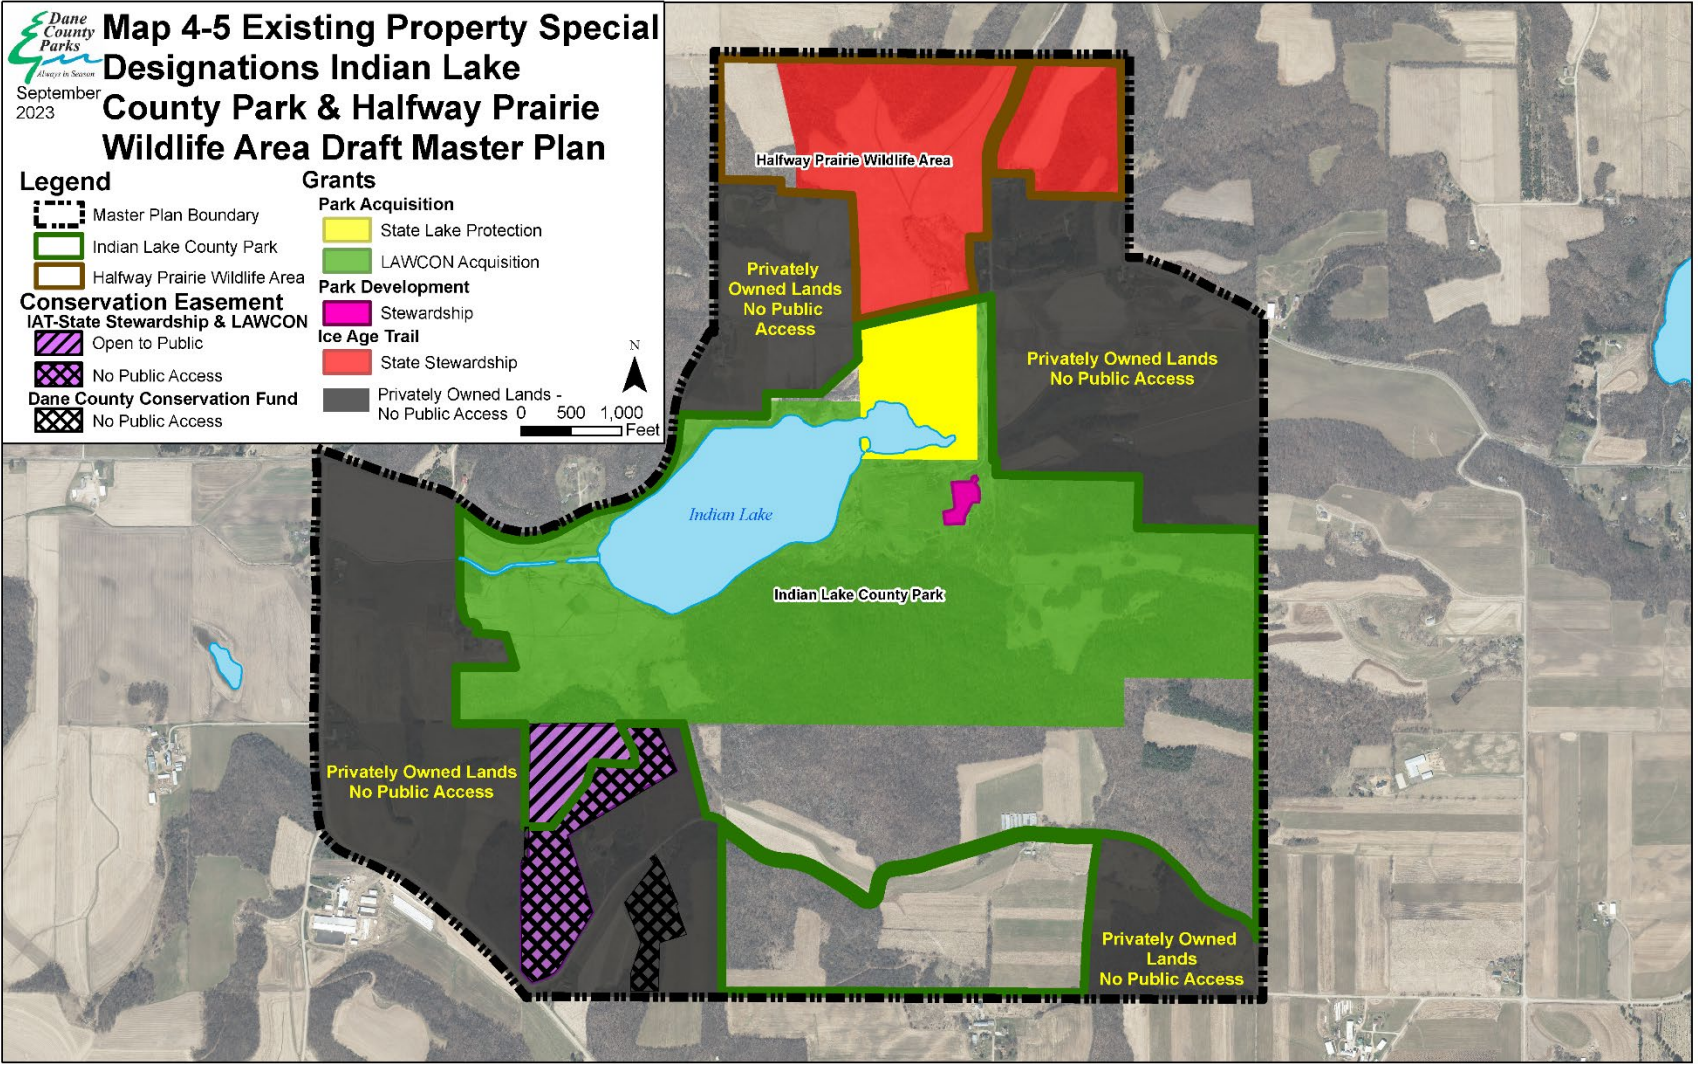 Dane
County
Parks
Always in Season
September
2023
Map 4-5 Existing Property Special
Designations Indian Lake
County Park & Halfway Prairie
Wildlife Area Draft Master Plan
Legend
Master Plan Boundary
Indian Lake County Park
Halfway Prairie Wildlife Area
Conservation Easement
IAT-State Stewardship & LAWCON
Open to Public
No Public Access
Dane County Conservation Fund
No Public Access
Grants
Park Acquisition
State Lake Protection
LAWCON Acquisition
Park Development
Stewardship
Ice Age Trail
State Stewardship
Privately Owned Lands -
No Public Access
N
0 500 1,000
Feet
Halfway Prairie Wildlife Area
Privately
Owned Lands
No Public
Access
Privately Owned Lands
No Public Access
Indian Lake
Indian Lake County Park
Privately Owned Lands
No Public Access
Privately Owned
Lands
No Public Access